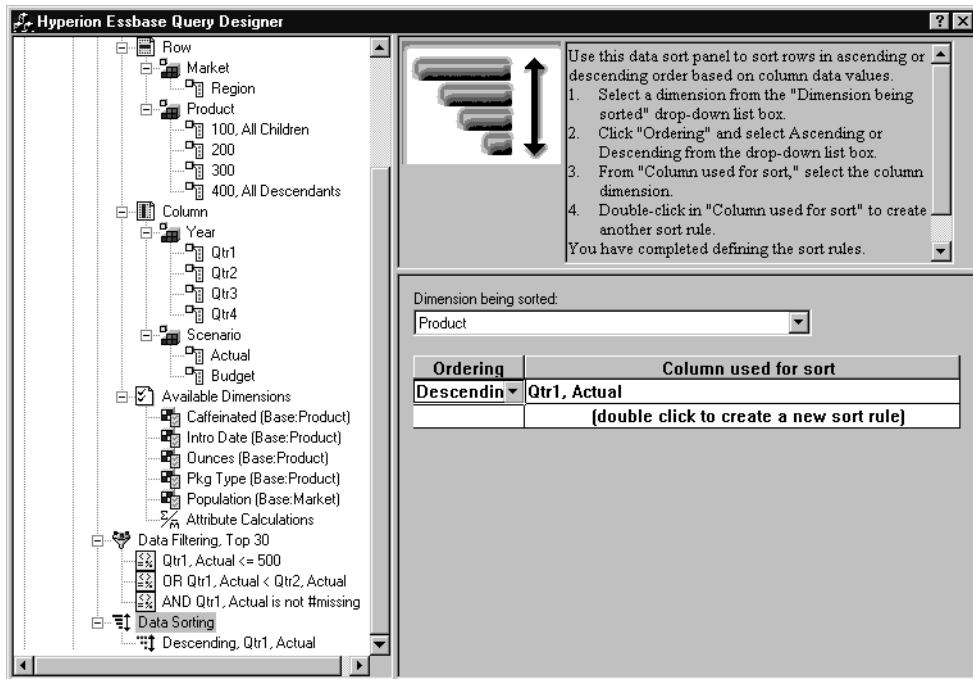 Hyperion Essbase Query Designer
Row
Market
Region
Product
100, All Children
200
300
400, All Descendants
Column
Year
Qtr1
Qtr2
Qtr3
Qtr4
Scenario
Actual
Budget
Available Dimensions
Caffeinated (Base:Product)
Intro Date (Base:Product)
Ounces (Base:Product)
Pkg Type (Base:Product)
Population (Base:Market)
Attribute Calculations
Data Filtering, Top 30
Qtr1, Actual <= 500
OR Qtr1, Actual < Qtr2, Actual
AND Qtr1, Actual is not #missing
Data Sorting
Descending, Qtr1, Actual
Use this data sort panel to sort rows in ascending or
descending order based on column data values.
1. Select a dimension from the "Dimension being
sorted" drop-down list box.
2. Click "Ordering" and select Ascending or
Descending from the drop-down list box.
3. From "Column used for sort," select the column
dimension.
4. Double-click in "Column used for sort" to create
another sort rule.
You have completed defining the sort rules.
Dimension being sorted:
Product
Ordering Column used for sort
Descendin Qtr1, Actual
(double click to create a new sort rule)